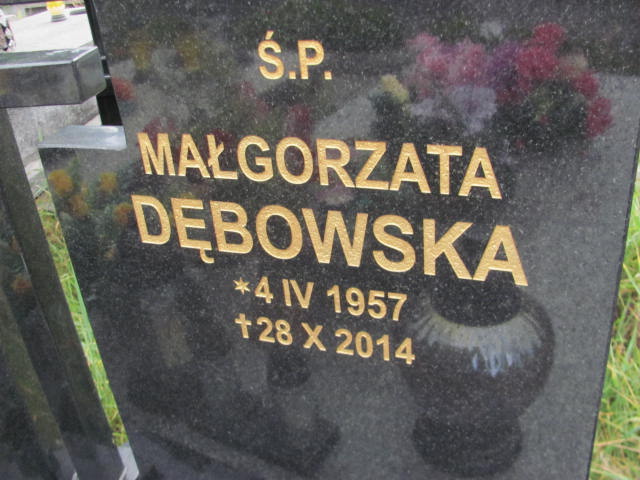 Ś.P.
MAŁGORZATA
DĘBOWSKA
*4 IV 1957
†28 X 2014